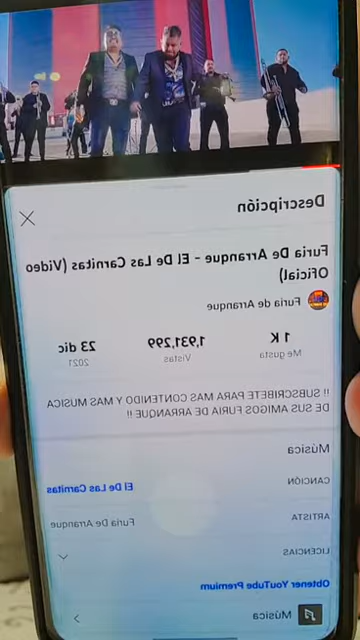 Descripción
Furia De Arranque - El De Las Carnitas (Video
Oficial)
Furia de Arranque
1 K
Me gusta
1,931,299
Vistas
23 dic
2021
!! SUBSCRIBETE PARA MAS CONTENIDO Y MAS MUSICA
DE SUS AMIGOS FURIA DE ARRANQUE !!
Música
CANCIÓN
El De Las Carnitas
ARTISTA
Furia De Arranque
LICENCIAS
Obtener YouTube Premium
Música